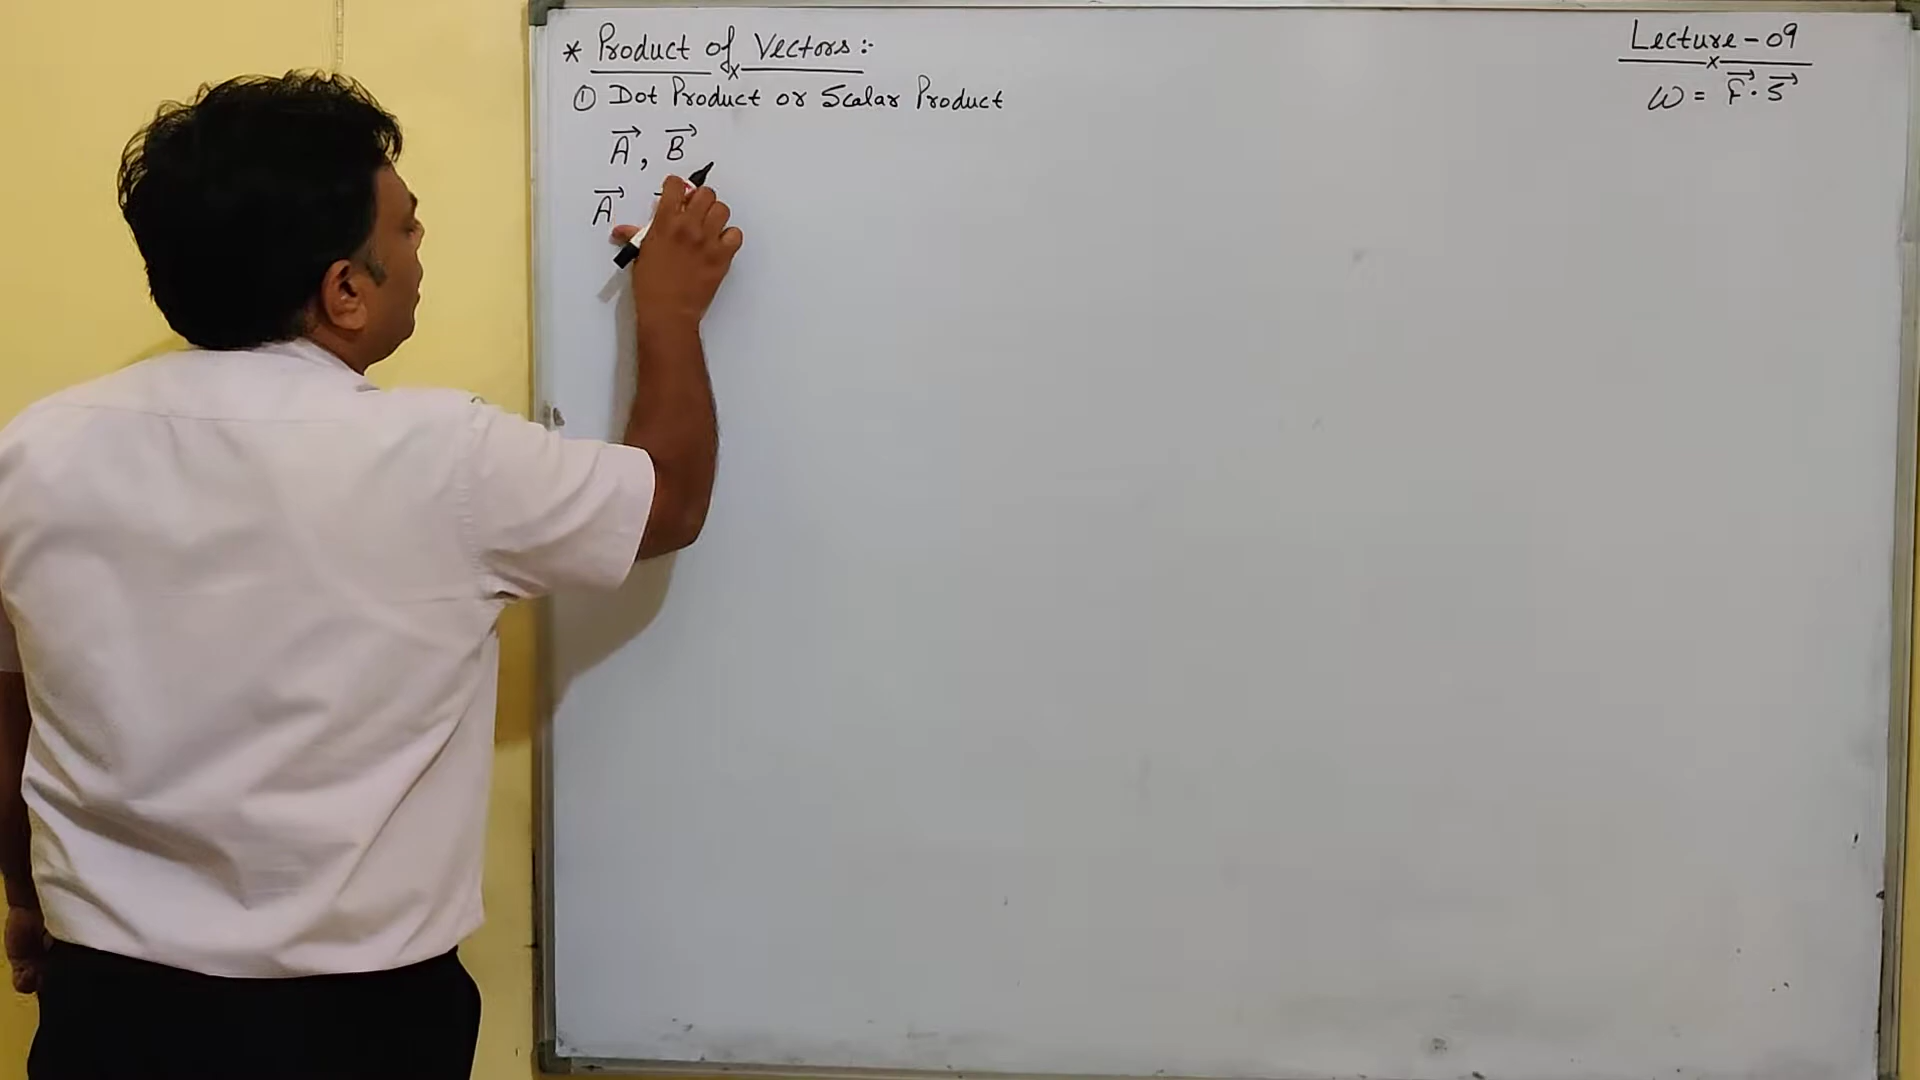 * Product of Vectors :-
① Dot Product or Scalar Product
A⃗, B⃗
A⃗
Lecture - 09
W = F⃗ · S⃗